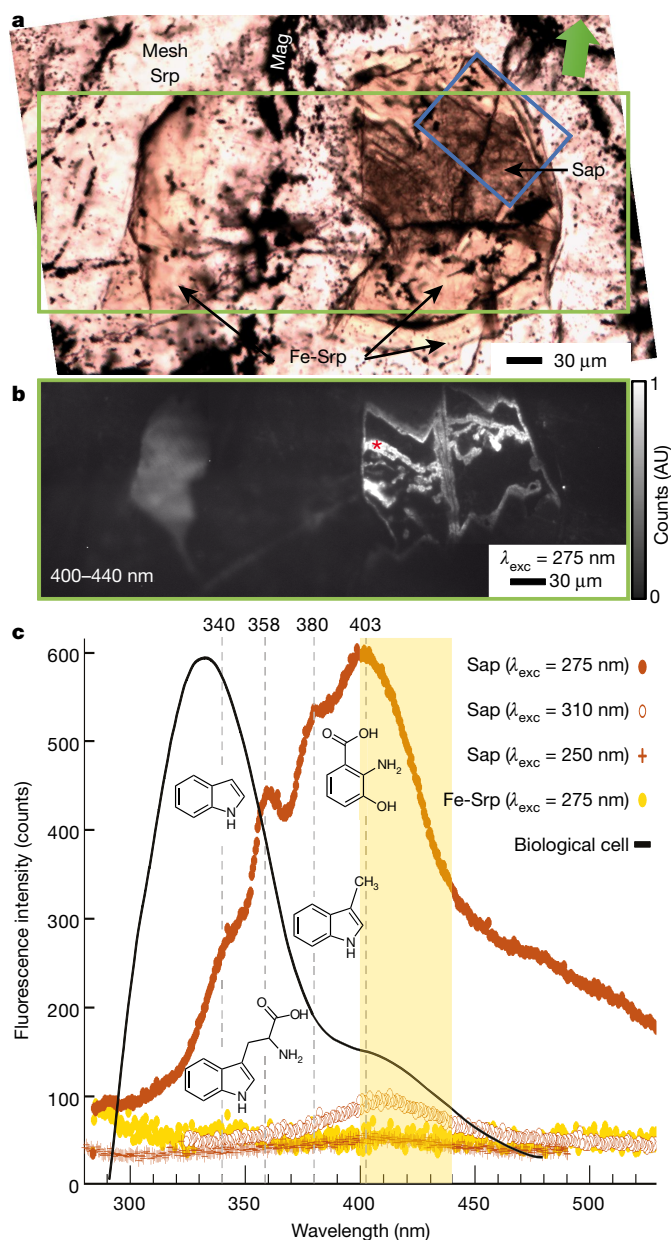 a
Mesh
Srp
Mag
Sap
Fe-Srp
30 μm
b
400–440 nm
λexc = 275 nm
30 μm
1
Counts (AU)
0
c
340 358 380 403
600
500
400
300
200
100
0
Fluorescence intensity (counts)
Sap (λexc = 275 nm)
Sap (λexc = 310 nm)
Sap (λexc = 250 nm)
Fe-Srp (λexc = 275 nm)
Biological cell
O
OH
NH2
OH
N
H
CH3
N
H
O
OH
NH2
N
H
300 350 400 450 500
Wavelength (nm)